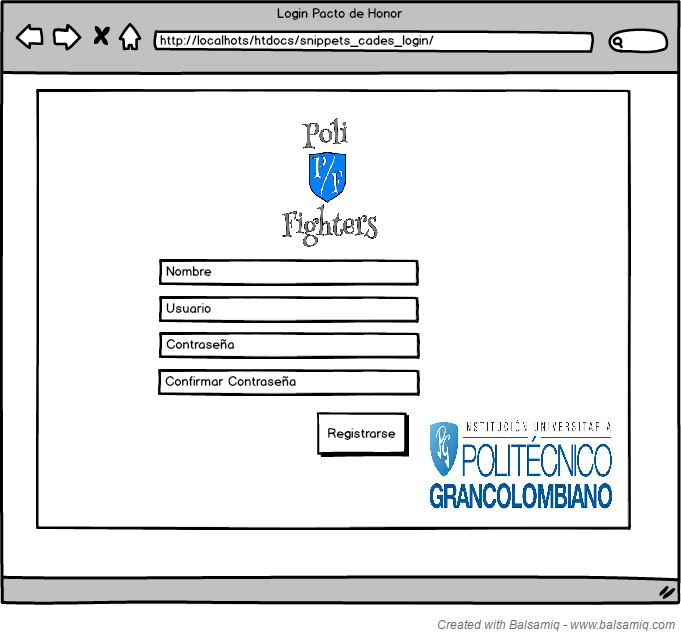 Login Pacto de Honor
http://localhots/htdocs/snippets_cades_login/
Poli
P/F
Fighters
Nombre
Usuario
Contraseña
Confirmar Contraseña
Registrarse
PG
INSTITUCIÓN UNIVERSITARIA
POLITÉCNICO
GRANCOLOMBIANO
Created with Balsamiq - www.balsamiq.com